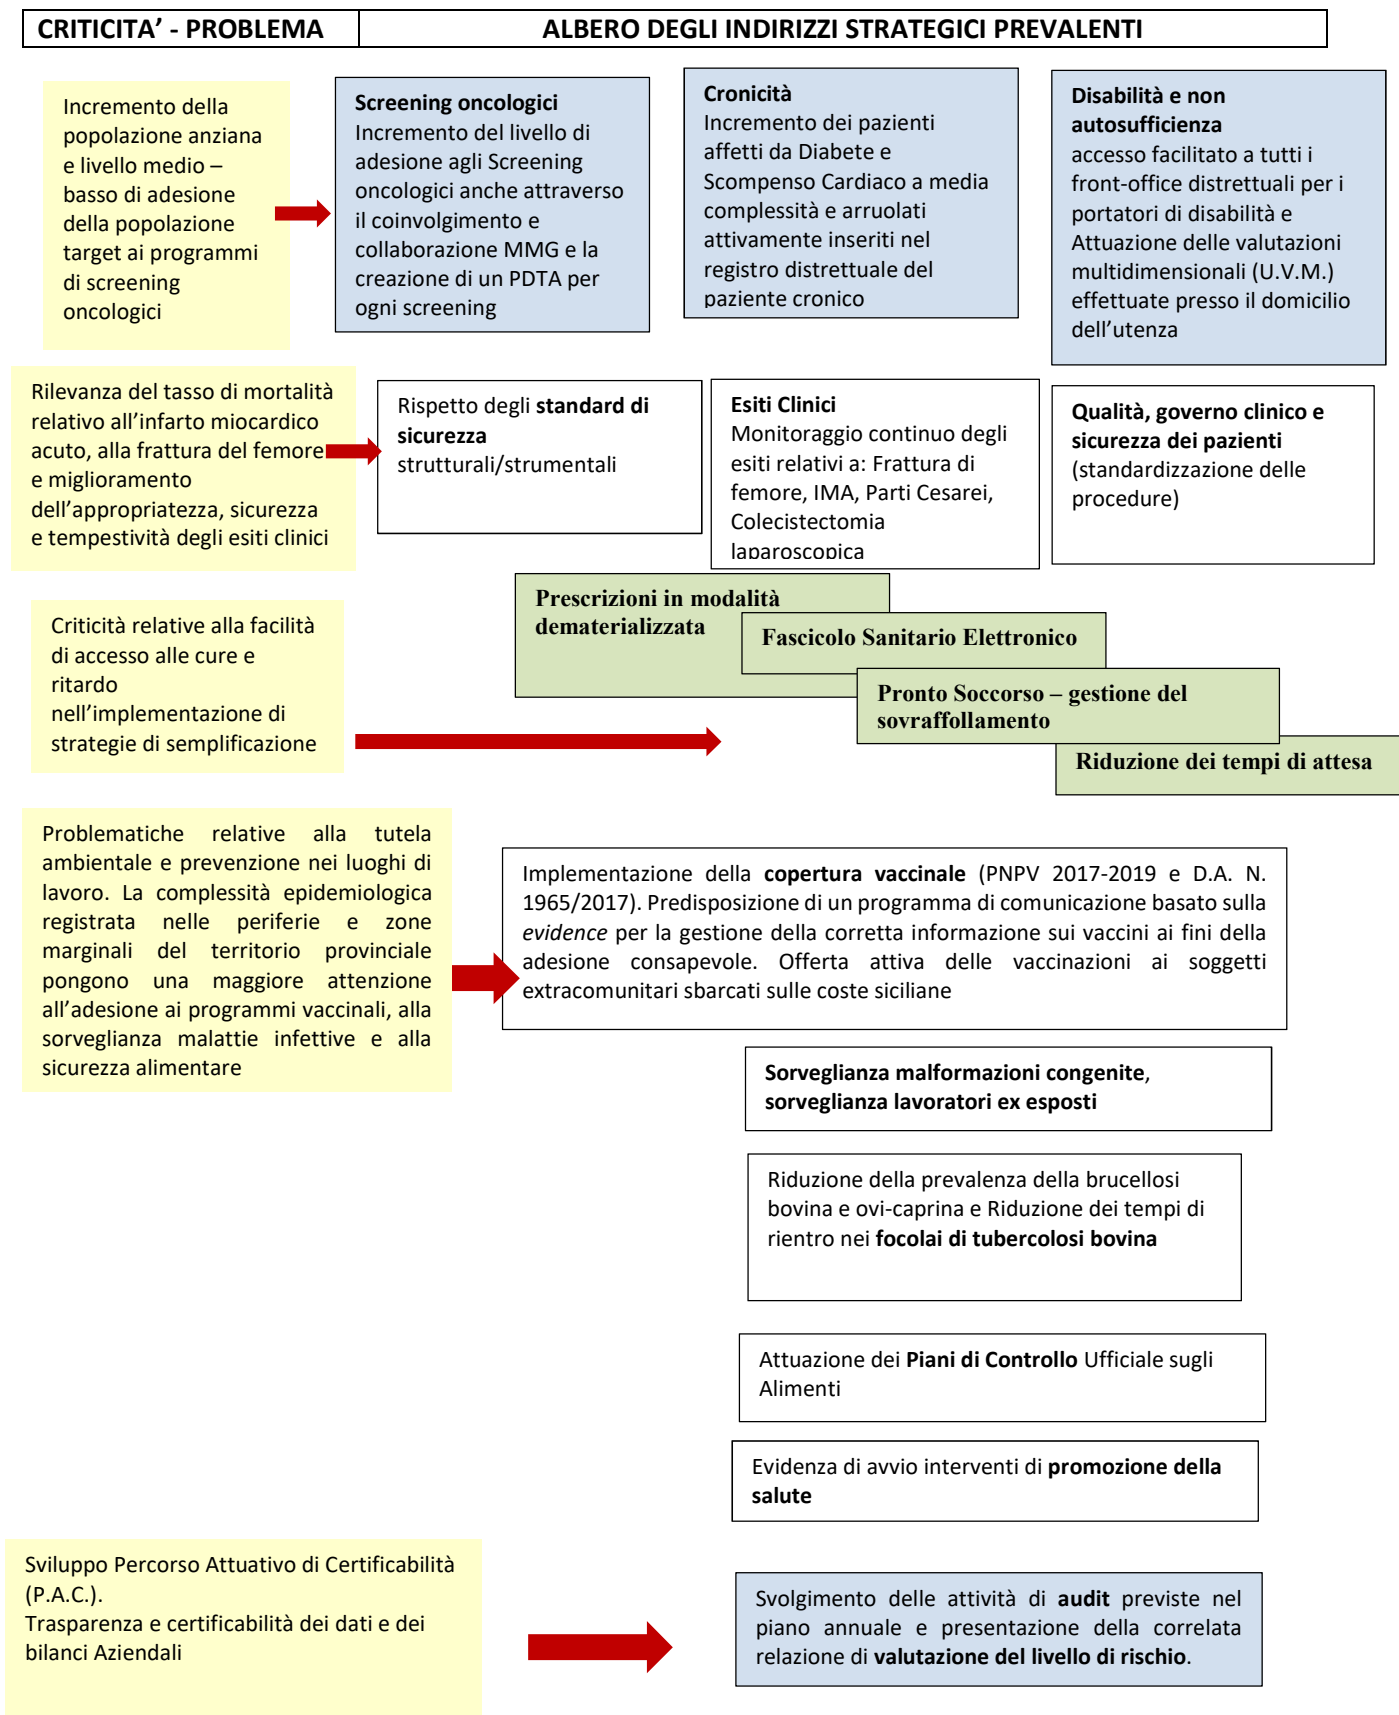 CRITICITA’ - PROBLEMA
ALBERO DEGLI INDIRIZZI STRATEGICI PREVALENTI
Incremento della
popolazione anziana
e livello medio –
basso di adesione
della popolazione
target ai programmi
di screening
oncologici
Screening oncologici
Incremento del livello di
adesione agli Screening
oncologici anche attraverso
il coinvolgimento e
collaborazione MMG e la
creazione di un PDTA per
ogni screening
Cronicità
Incremento dei pazienti
affetti da Diabete e
Scompenso Cardiaco a media
complessità e arruolati
attivamente inseriti nel
registro distrettuale del
paziente cronico
Disabilità e non
autosufficienza
accesso facilitato a tutti i
front-office distrettuali per i
portatori di disabilità e
Attuazione delle valutazioni
multidimensionali (U.V.M.)
effettuate presso il domicilio
dell’utenza
Rilevanza del tasso di mortalità
relativo all’infarto miocardico
acuto, alla frattura del femore
e miglioramento
dell’appropriatezza, sicurezza
e tempestività degli esiti clinici
Rispetto degli standard di
sicurezza
strutturali/strumentali
Esiti Clinici
Monitoraggio continuo degli
esiti relativi a: Frattura di
femore, IMA, Parti Cesarei,
Colecistectomia
laparoscopica
Qualità, governo clinico e
sicurezza dei pazienti
(standardizzazione delle
procedure)
Criticità relative alla facilità
di accesso alle cure e
ritardo
nell’implementazione di
strategie di semplificazione
Prescrizioni in modalità
dematerializzata
Fascicolo Sanitario Elettronico
Pronto Soccorso – gestione del
sovraffollamento
Riduzione dei tempi di attesa
Problematiche relative alla tutela
ambientale e prevenzione nei luoghi di
lavoro. La complessità epidemiologica
registrata nelle periferie e zone
marginali del territorio provinciale
pongono una maggiore attenzione
all’adesione ai programmi vaccinali, alla
sorveglianza malattie infettive e alla
sicurezza alimentare
Implementazione della copertura vaccinale (PNPV 2017-2019 e D.A. N.
1965/2017). Predisposizione di un programma di comunicazione basato sulla
evidence per la gestione della corretta informazione sui vaccini ai fini della
adesione consapevole. Offerta attiva delle vaccinazioni ai soggetti
extracomunitari sbarcati sulle coste siciliane
Sorveglianza malformazioni congenite,
sorveglianza lavoratori ex esposti
Riduzione della prevalenza della brucellosi
bovina e ovi-caprina e Riduzione dei tempi di
rientro nei focolai di tubercolosi bovina
Attuazione dei Piani di Controllo Ufficiale sugli
Alimenti
Evidenza di avvio interventi di promozione della
salute
Sviluppo Percorso Attuativo di Certificabilità
(P.A.C.).
Trasparenza e certificabilità dei dati e dei
bilanci Aziendali
Svolgimento delle attività di audit previste nel
piano annuale e presentazione della correlata
relazione di valutazione del livello di rischio.